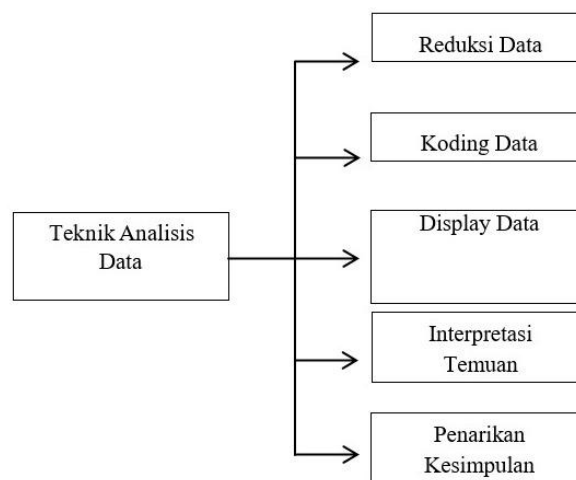 Reduksi Data
Koding Data
Teknik Analisis
Data
Display Data
Interpretasi
Temuan
Penarikan
Kesimpulan